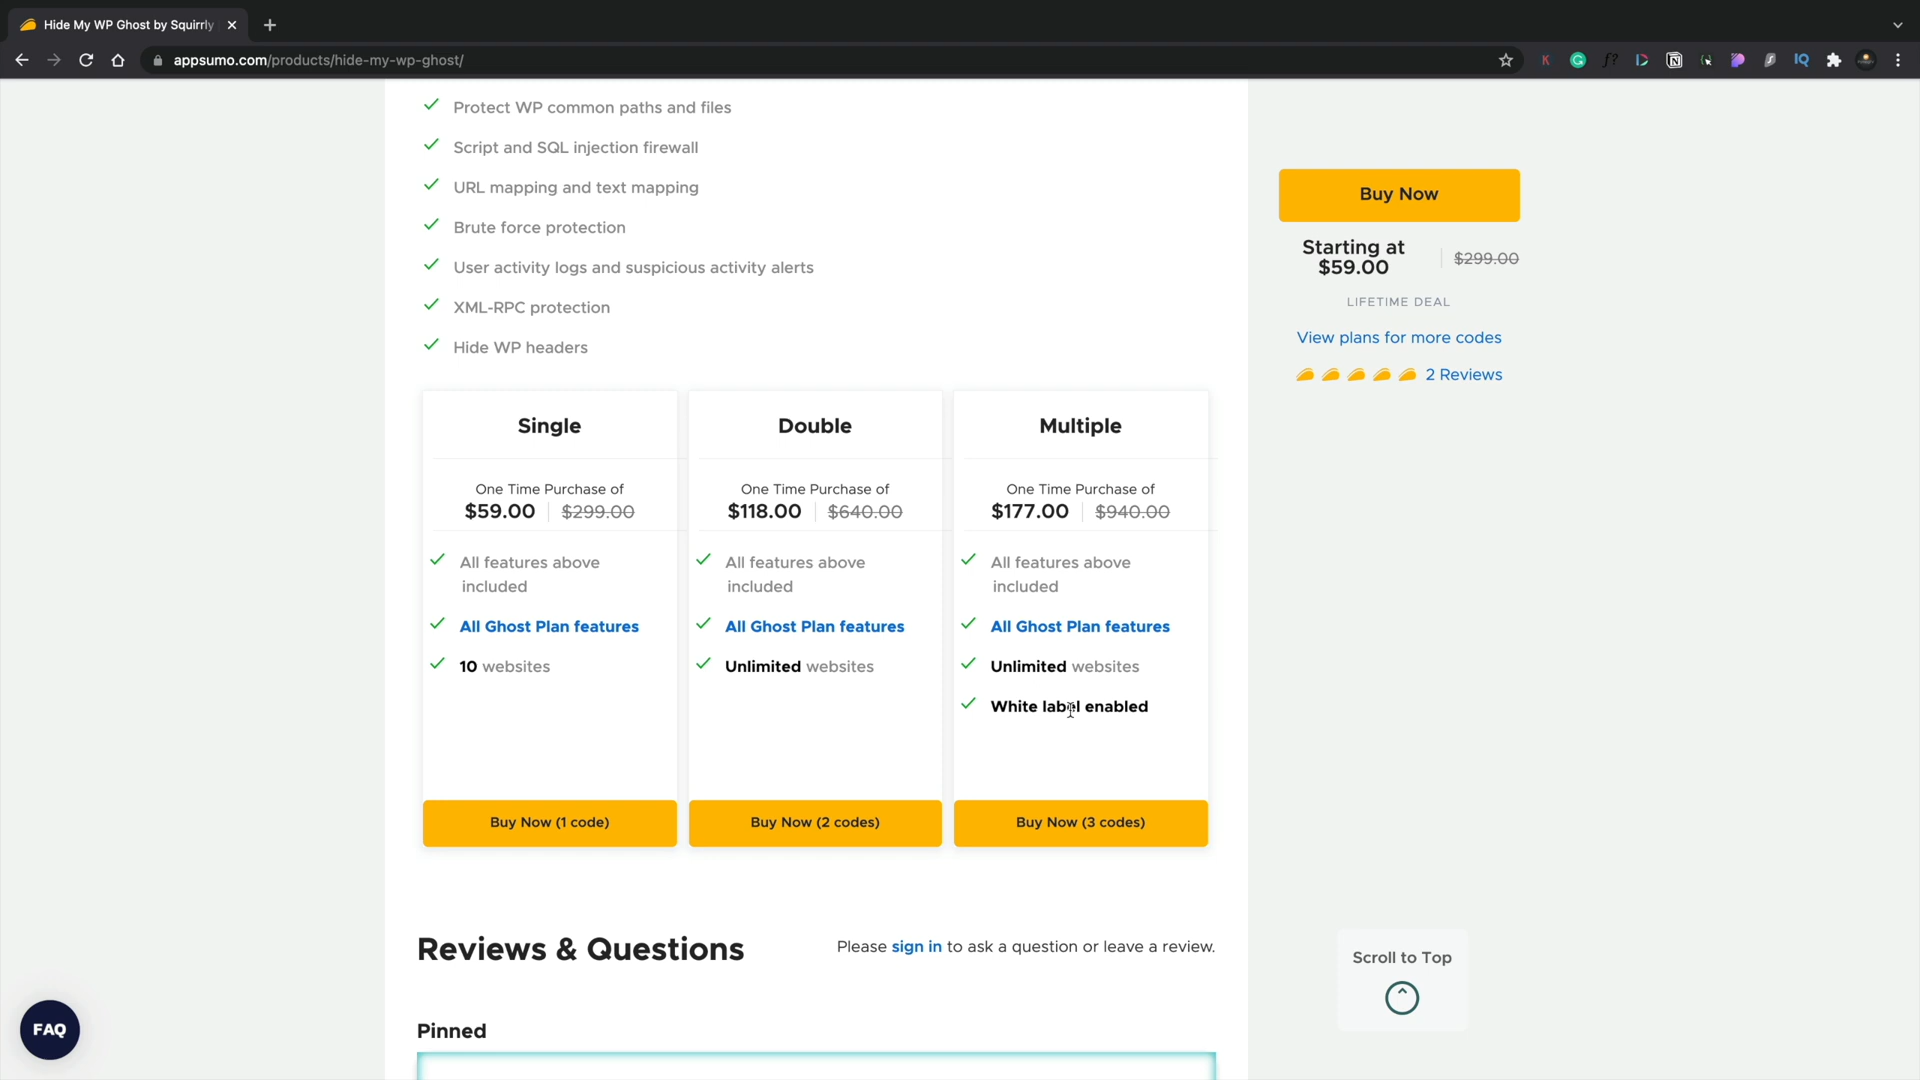 Hide My WP Ghost by Squirrly
appsumo.com/products/hide-my-wp-ghost/
Protect WP common paths and files
Script and SQL injection firewall
URL mapping and text mapping
Brute force protection
User activity logs and suspicious activity alerts
XML-RPC protection
Hide WP headers
Buy Now
Starting at
$59.00
$299.00
LIFETIME DEAL
View plans for more codes
2 Reviews
Single
One Time Purchase of
$59.00 $299.00
All features above
included
All Ghost Plan features
10 websites
Buy Now (1 code)
Double
One Time Purchase of
$118.00 $640.00
All features above
included
All Ghost Plan features
Unlimited websites
Buy Now (2 codes)
Multiple
One Time Purchase of
$177.00 $940.00
All features above
included
All Ghost Plan features
Unlimited websites
White label enabled
Buy Now (3 codes)
Reviews & Questions
Please sign in to ask a question or leave a review.
Scroll to Top
FAQ
Pinned